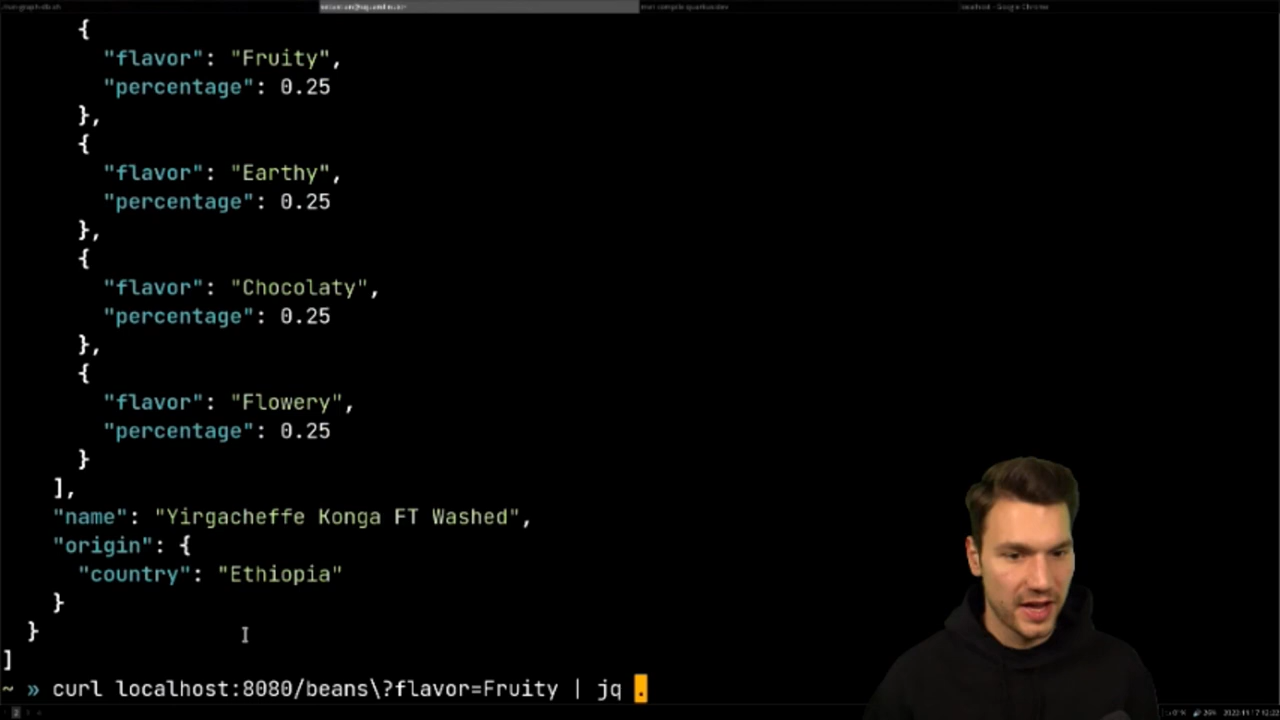 {
"flavor": "Fruity",
"percentage": 0.25
},
{
"flavor": "Earthy",
"percentage": 0.25
},
{
"flavor": "Chocolaty",
"percentage": 0.25
},
{
"flavor": "Flowery",
"percentage": 0.25
}
],
"name": "Yirgacheffe Konga FT Washed",
"origin": {
"country": "Ethiopia"
}
}
]
~ » curl localhost:8080/beans\?flavor=Fruity | jq .